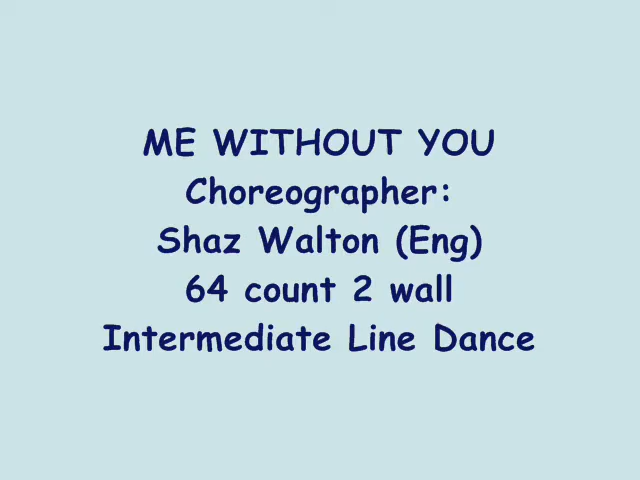 ME WITHOUT YOU
Choreographer:
Shaz Walton (Eng)
64 count 2 wall
Intermediate Line Dance